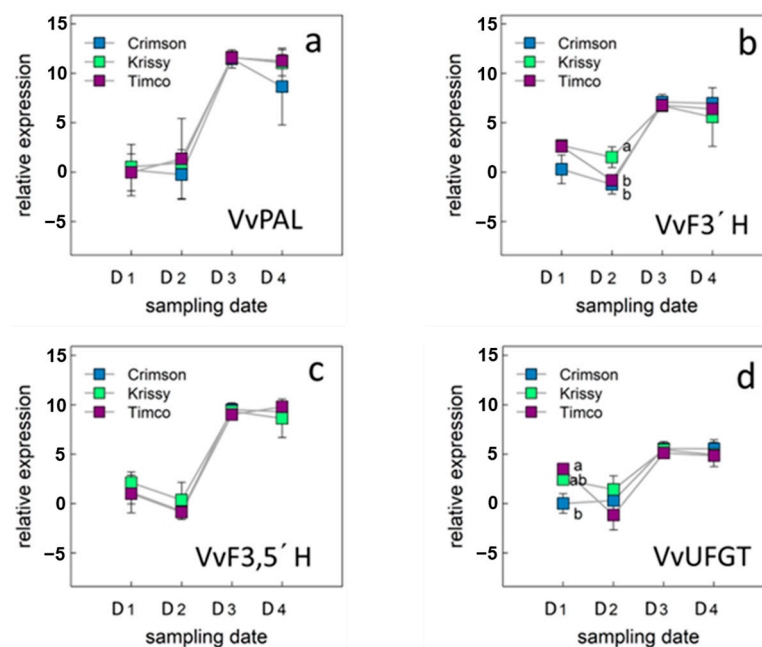 a
15
10
5
0
−5
relative expression
Crimson
Krissy
Timco
VvPAL
D 1 D 2 D 3 D 4
sampling date
b
15
10
5
0
−5
relative expression
Crimson
Krissy
Timco
a
b
b
VvF3´ H
D 1 D 2 D 3 D 4
sampling date
c
15
10
5
0
−5
relative expression
Crimson
Krissy
Timco
VvF3,5´ H
D 1 D 2 D 3 D 4
sampling date
d
15
10
5
0
−5
relative expression
Crimson
Krissy
Timco
a
ab
b
VvUFGT
D 1 D 2 D 3 D 4
sampling date